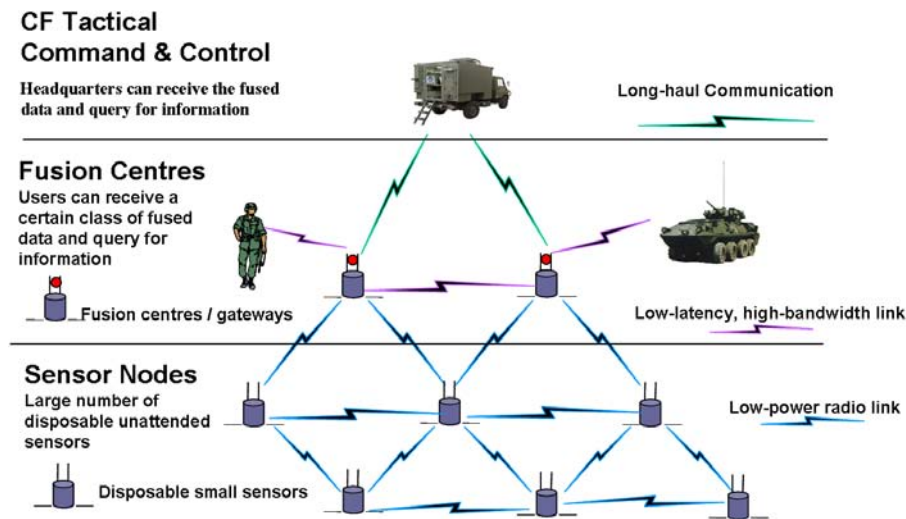 CF Tactical
Command & Control
Headquarters can receive the fused
data and query for information
Long-haul Communication
Fusion Centres
Users can receive a
certain class of fused
data and query for
information
Fusion centres / gateways
Low-latency, high-bandwidth link
Sensor Nodes
Large number of
disposable unattended
sensors
Low-power radio link
Disposable small sensors